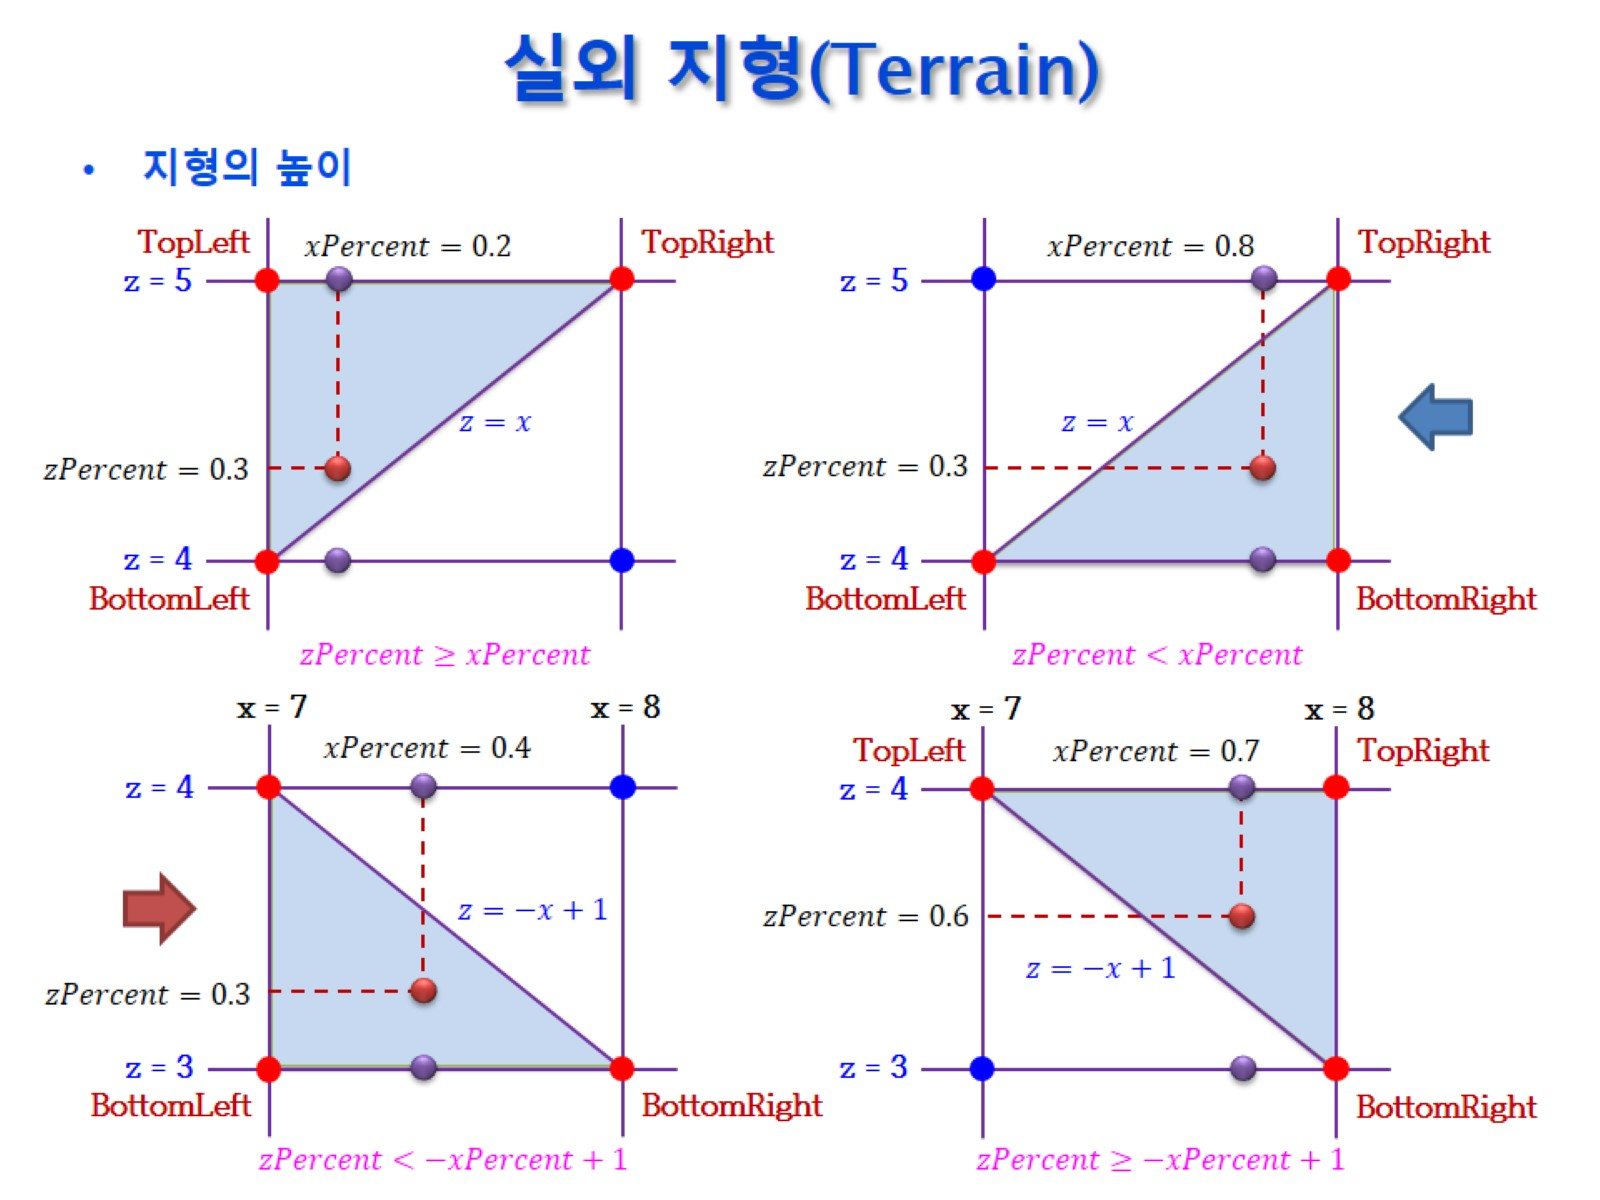 실외 지형(Terrain)
• 지형의 높이
TopLeft xPercent = 0.2 TopRight
z = 5
z = x
zPercent = 0.3
z = 4
BottomLeft
zPercent ≥ xPercent
xPercent = 0.8 TopRight
z = 5
z = x
zPercent = 0.3
z = 4
BottomLeft BottomRight
zPercent < xPercent
x = 7 x = 8
xPercent = 0.4
z = 4
z = −x + 1
zPercent = 0.3
z = 3
BottomLeft BottomRight
zPercent < −xPercent + 1
x = 7 x = 8
TopLeft xPercent = 0.7 TopRight
z = 4
zPercent = 0.6
z = −x + 1
z = 3
BottomRight
zPercent ≥ −xPercent + 1